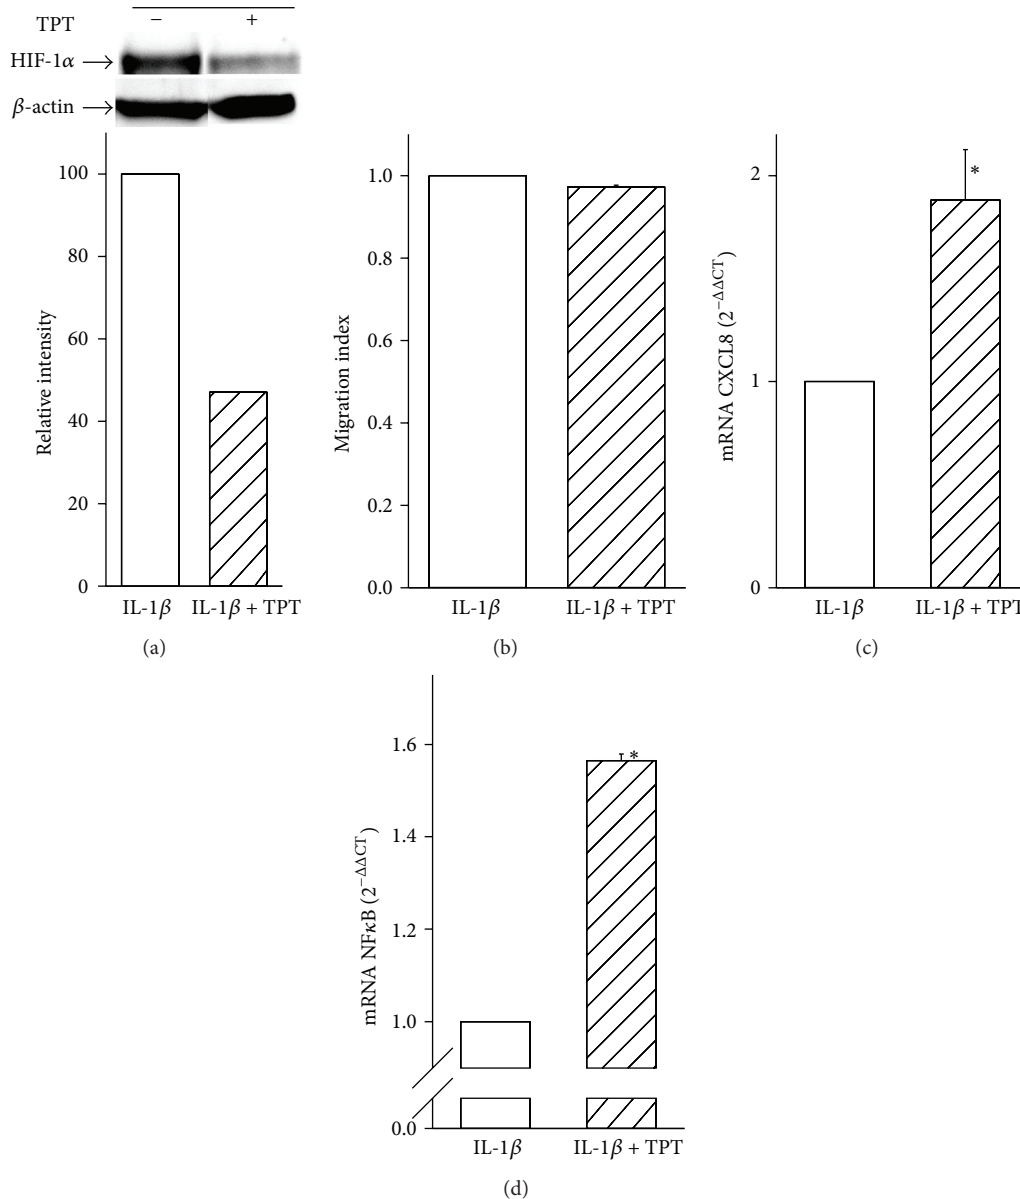 TPT − +
HIF-1α
β-actin
100
80
60
40
20
0
Relative intensity
IL-1β IL-1β + TPT
(a)
1.0
0.8
0.6
0.4
0.2
0.0
Migration index
IL-1β IL-1β + TPT
(b)
2
1
0
mRNA CXCL8 (2^−ΔΔCT)
*
IL-1β IL-1β + TPT
(c)
1.6
1.4
1.2
1.0
0.0
mRNA NFκB (2^−ΔΔCT)
*
IL-1β IL-1β + TPT
(d)